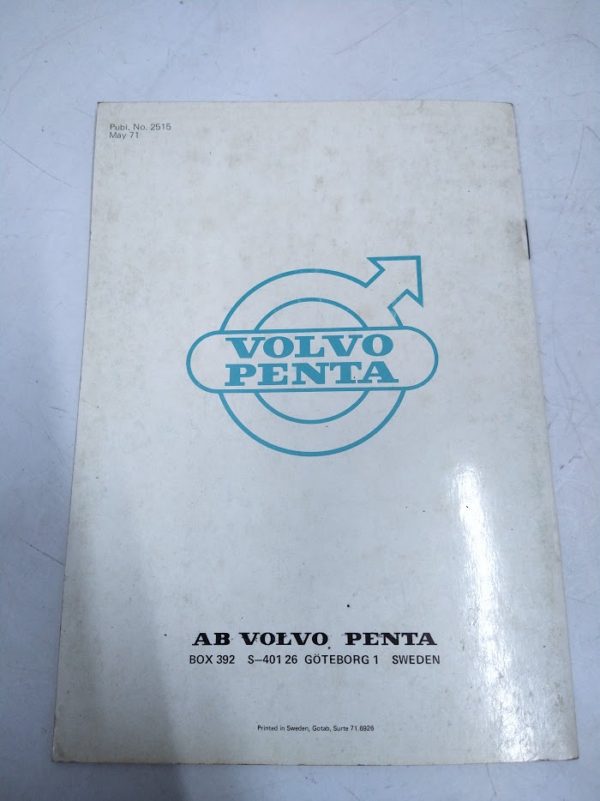 Publ. No. 2515
May 71
VOLVO
PENTA
AB VOLVO PENTA
BOX 392 S–401 26 GÖTEBORG 1 SWEDEN
Printed in Sweden, Gotab, Surte 71.6926